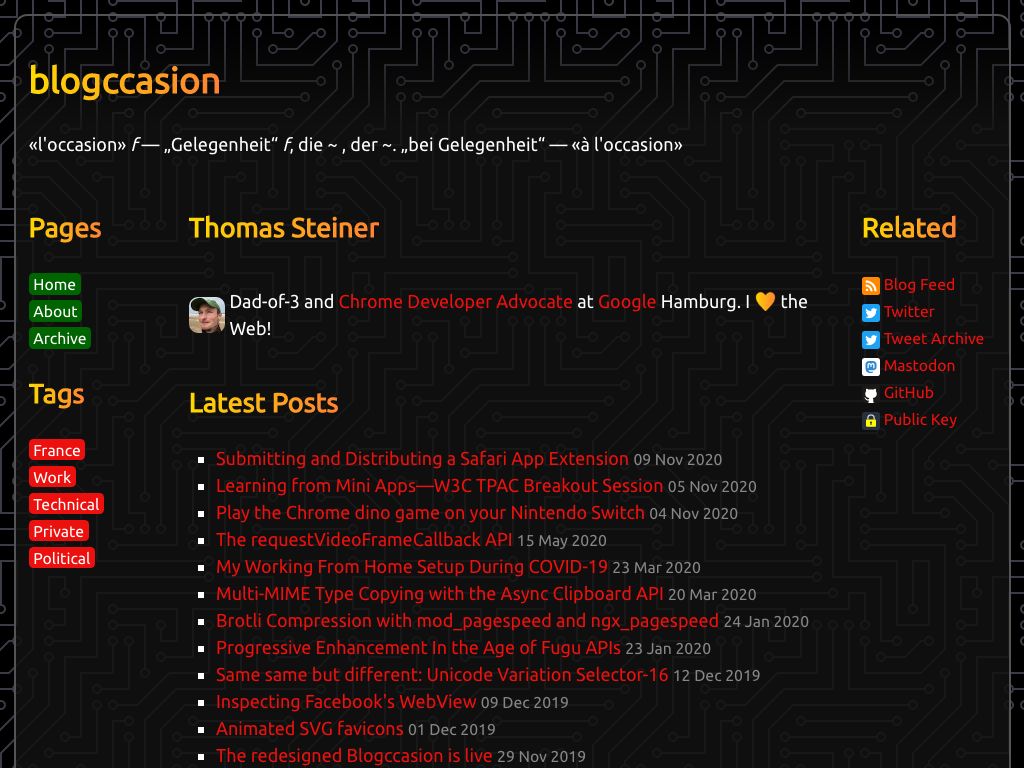 blogccasion
«l'occasion» f — „Gelegenheit“ f, die ~ , der ~. „bei Gelegenheit“ — «à l'occasion»
Pages
Home
About
Archive
Tags
France
Work
Technical
Private
Political
Thomas Steiner
Dad-of-3 and Chrome Developer Advocate at Google Hamburg. I 🧡 the
Web!
Latest Posts
Submitting and Distributing a Safari App Extension 09 Nov 2020
Learning from Mini Apps—W3C TPAC Breakout Session 05 Nov 2020
Play the Chrome dino game on your Nintendo Switch 04 Nov 2020
The requestVideoFrameCallback API 15 May 2020
My Working From Home Setup During COVID-19 23 Mar 2020
Multi-MIME Type Copying with the Async Clipboard API 20 Mar 2020
Brotli Compression with mod_pagespeed and ngx_pagespeed 24 Jan 2020
Progressive Enhancement In the Age of Fugu APIs 23 Jan 2020
Same same but different: Unicode Variation Selector-16 12 Dec 2019
Inspecting Facebook's WebView 09 Dec 2019
Animated SVG favicons 01 Dec 2019
The redesigned Blogccasion is live 29 Nov 2019
Related
Blog Feed
Twitter
Tweet Archive
Mastodon
GitHub
Public Key